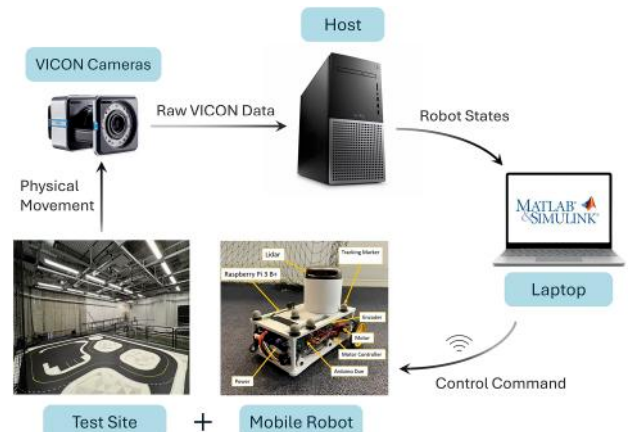 Host
VICON Cameras
Raw VICON Data
Robot States
Physical
Movement
MATLAB®
&SIMULINK®
Laptop
Lidar
Tracking Marker
Raspberry Pi 3 B+
Encoder
Motor
Motor Controller
Arduino Due
Power
Control Command
Test Site
+
Mobile Robot